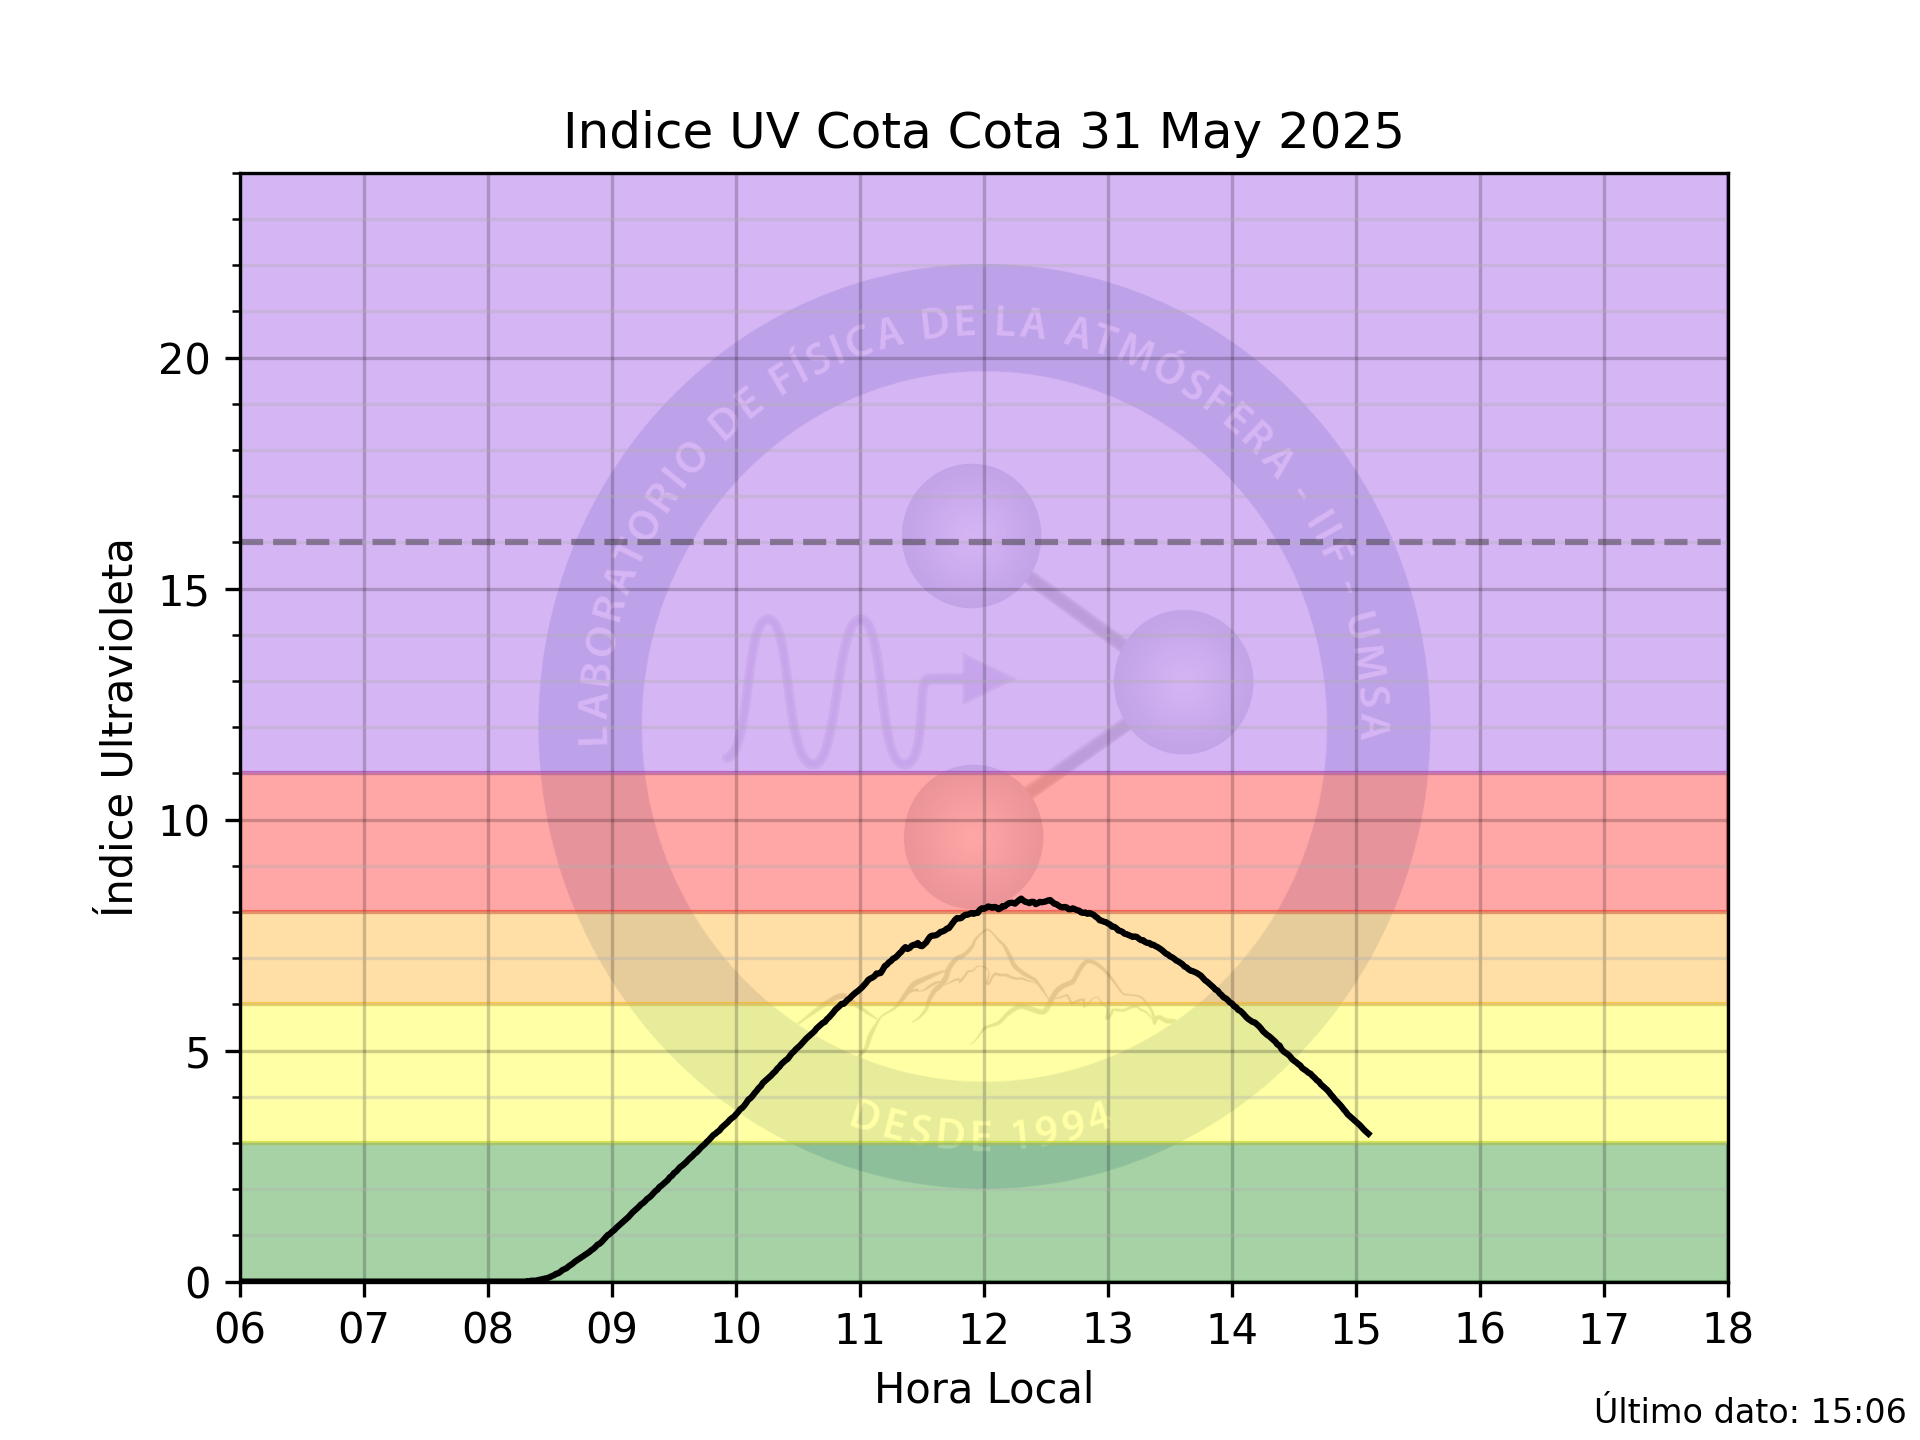 Indice UV Cota Cota 31 May 2025
LABORATORIO DE FÍSICA DE LA ATMÓSFERA - IIF - UMSA
20
15
10
5
0
Índice Ultravioleta
DESDE 1994
06 07 08 09 10 11 12 13 14 15 16 17 18
Hora Local
Último dato: 15:06